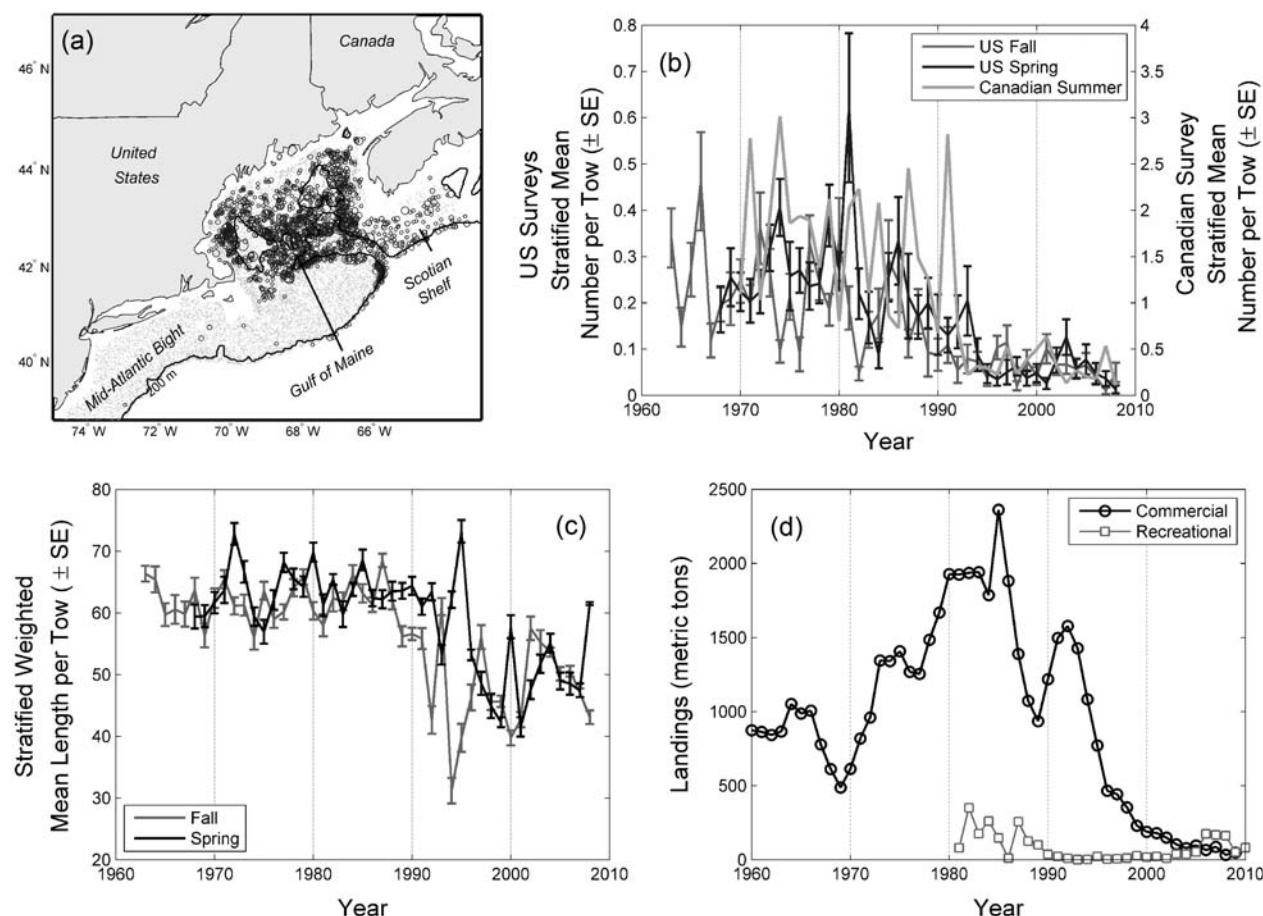 (a)
Canada
United
States
46° N
44° N
42° N
40° N
Scotian
Shelf
Gulf of Maine
Mid-Atlantic Bight
200 m
74° W 72° W 70° W 68° W 66° W
(b)
US Fall
US Spring
Canadian Summer
US Surveys
Stratified Mean
Number per Tow (± SE)
0.8
0.7
0.6
0.5
0.4
0.3
0.2
0.1
0
Canadian Survey
Stratified Mean
Number per Tow (± SE)
4
3.5
3
2.5
2
1.5
1
0.5
0
1960 1970 1980 1990 2000 2010
Year
(c)
Stratified Weighted
Mean Length per Tow (± SE)
80
70
60
50
40
30
20
Fall
Spring
1960 1970 1980 1990 2000 2010
Year
(d)
Commercial
Recreational
Landings (metric tons)
2500
2000
1500
1000
500
0
1960 1970 1980 1990 2000 2010
Year